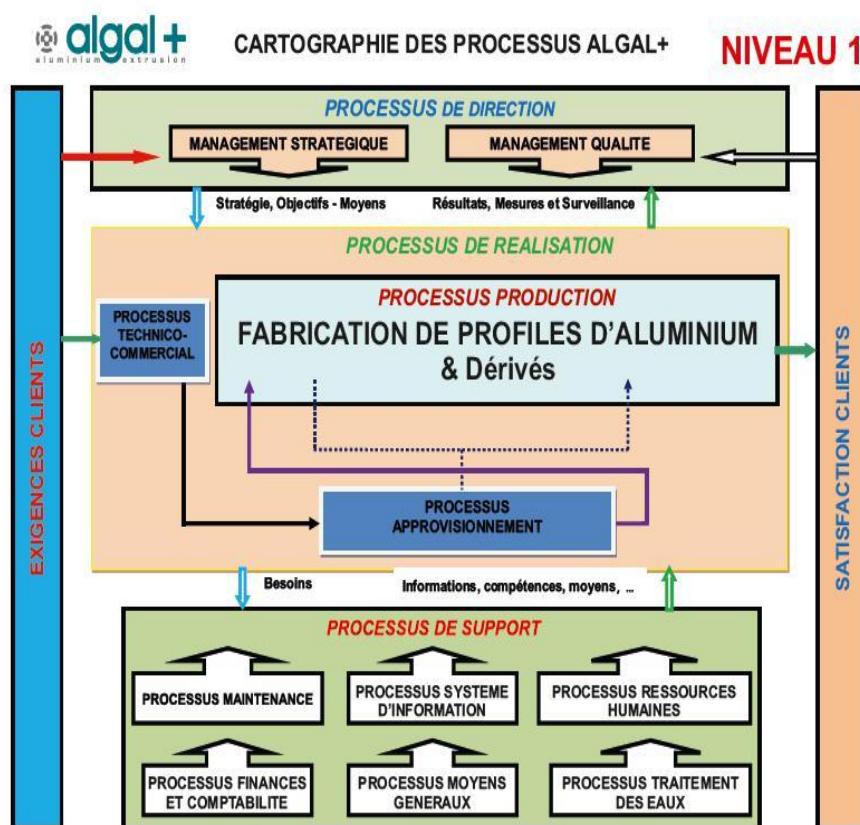 algal+
aluminium extrusion
CARTOGRAPHIE DES PROCESSUS ALGAL+
NIVEAU 1
PROCESSUS DE DIRECTION
MANAGEMENT STRATEGIQUE
MANAGEMENT QUALITE
Stratégie, Objectifs - Moyens
Résultats, Mesures et Surveillance
PROCESSUS DE REALISATION
PROCESSUS PRODUCTION
FABRICATION DE PROFILES D'ALUMINIUM
& Dérivés
PROCESSUS
TECHNICO-
COMMERCIAL
EXIGENCES CLIENTS
SATISFACTION CLIENTS
PROCESSUS
APPROVISIONNEMENT
Besoins
Informations, compétences, moyens, ...
PROCESSUS DE SUPPORT
PROCESSUS MAINTENANCE
PROCESSUS SYSTEME
D'INFORMATION
PROCESSUS RESSOURCES
HUMAINES
PROCESSUS FINANCES
ET COMPTABILITE
PROCESSUS MOYENS
GENERAUX
PROCESSUS TRAITEMENT
DES EAUX